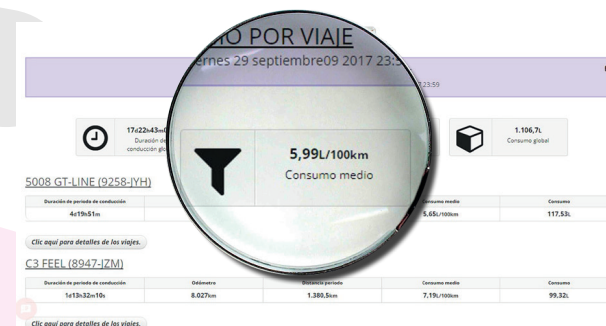 IO POR VIAJE
ernes 29 septiembre09 2017 23:5
23:59
17d22h43m0
Duración de
conducción glo
5,99L/100km
Consumo medio
1.106,7L
Consumo global
5008 GT-LINE (9258-JYH)
Duración de periodo de conducción
Consumo medio
Consumo
4d19h51m
5,65L/100km
117,53L
Clic aquí para detalles de los viajes.
C3 FEEL (8947-JZM)
Duración de periodo de conducción
Odómetro
Distancia periodo
Consumo medio
Consumo
1d13h32m10s
8.027km
1.380,5km
7,19L/100km
99,32L
Clic aquí para detalles de los viajes.